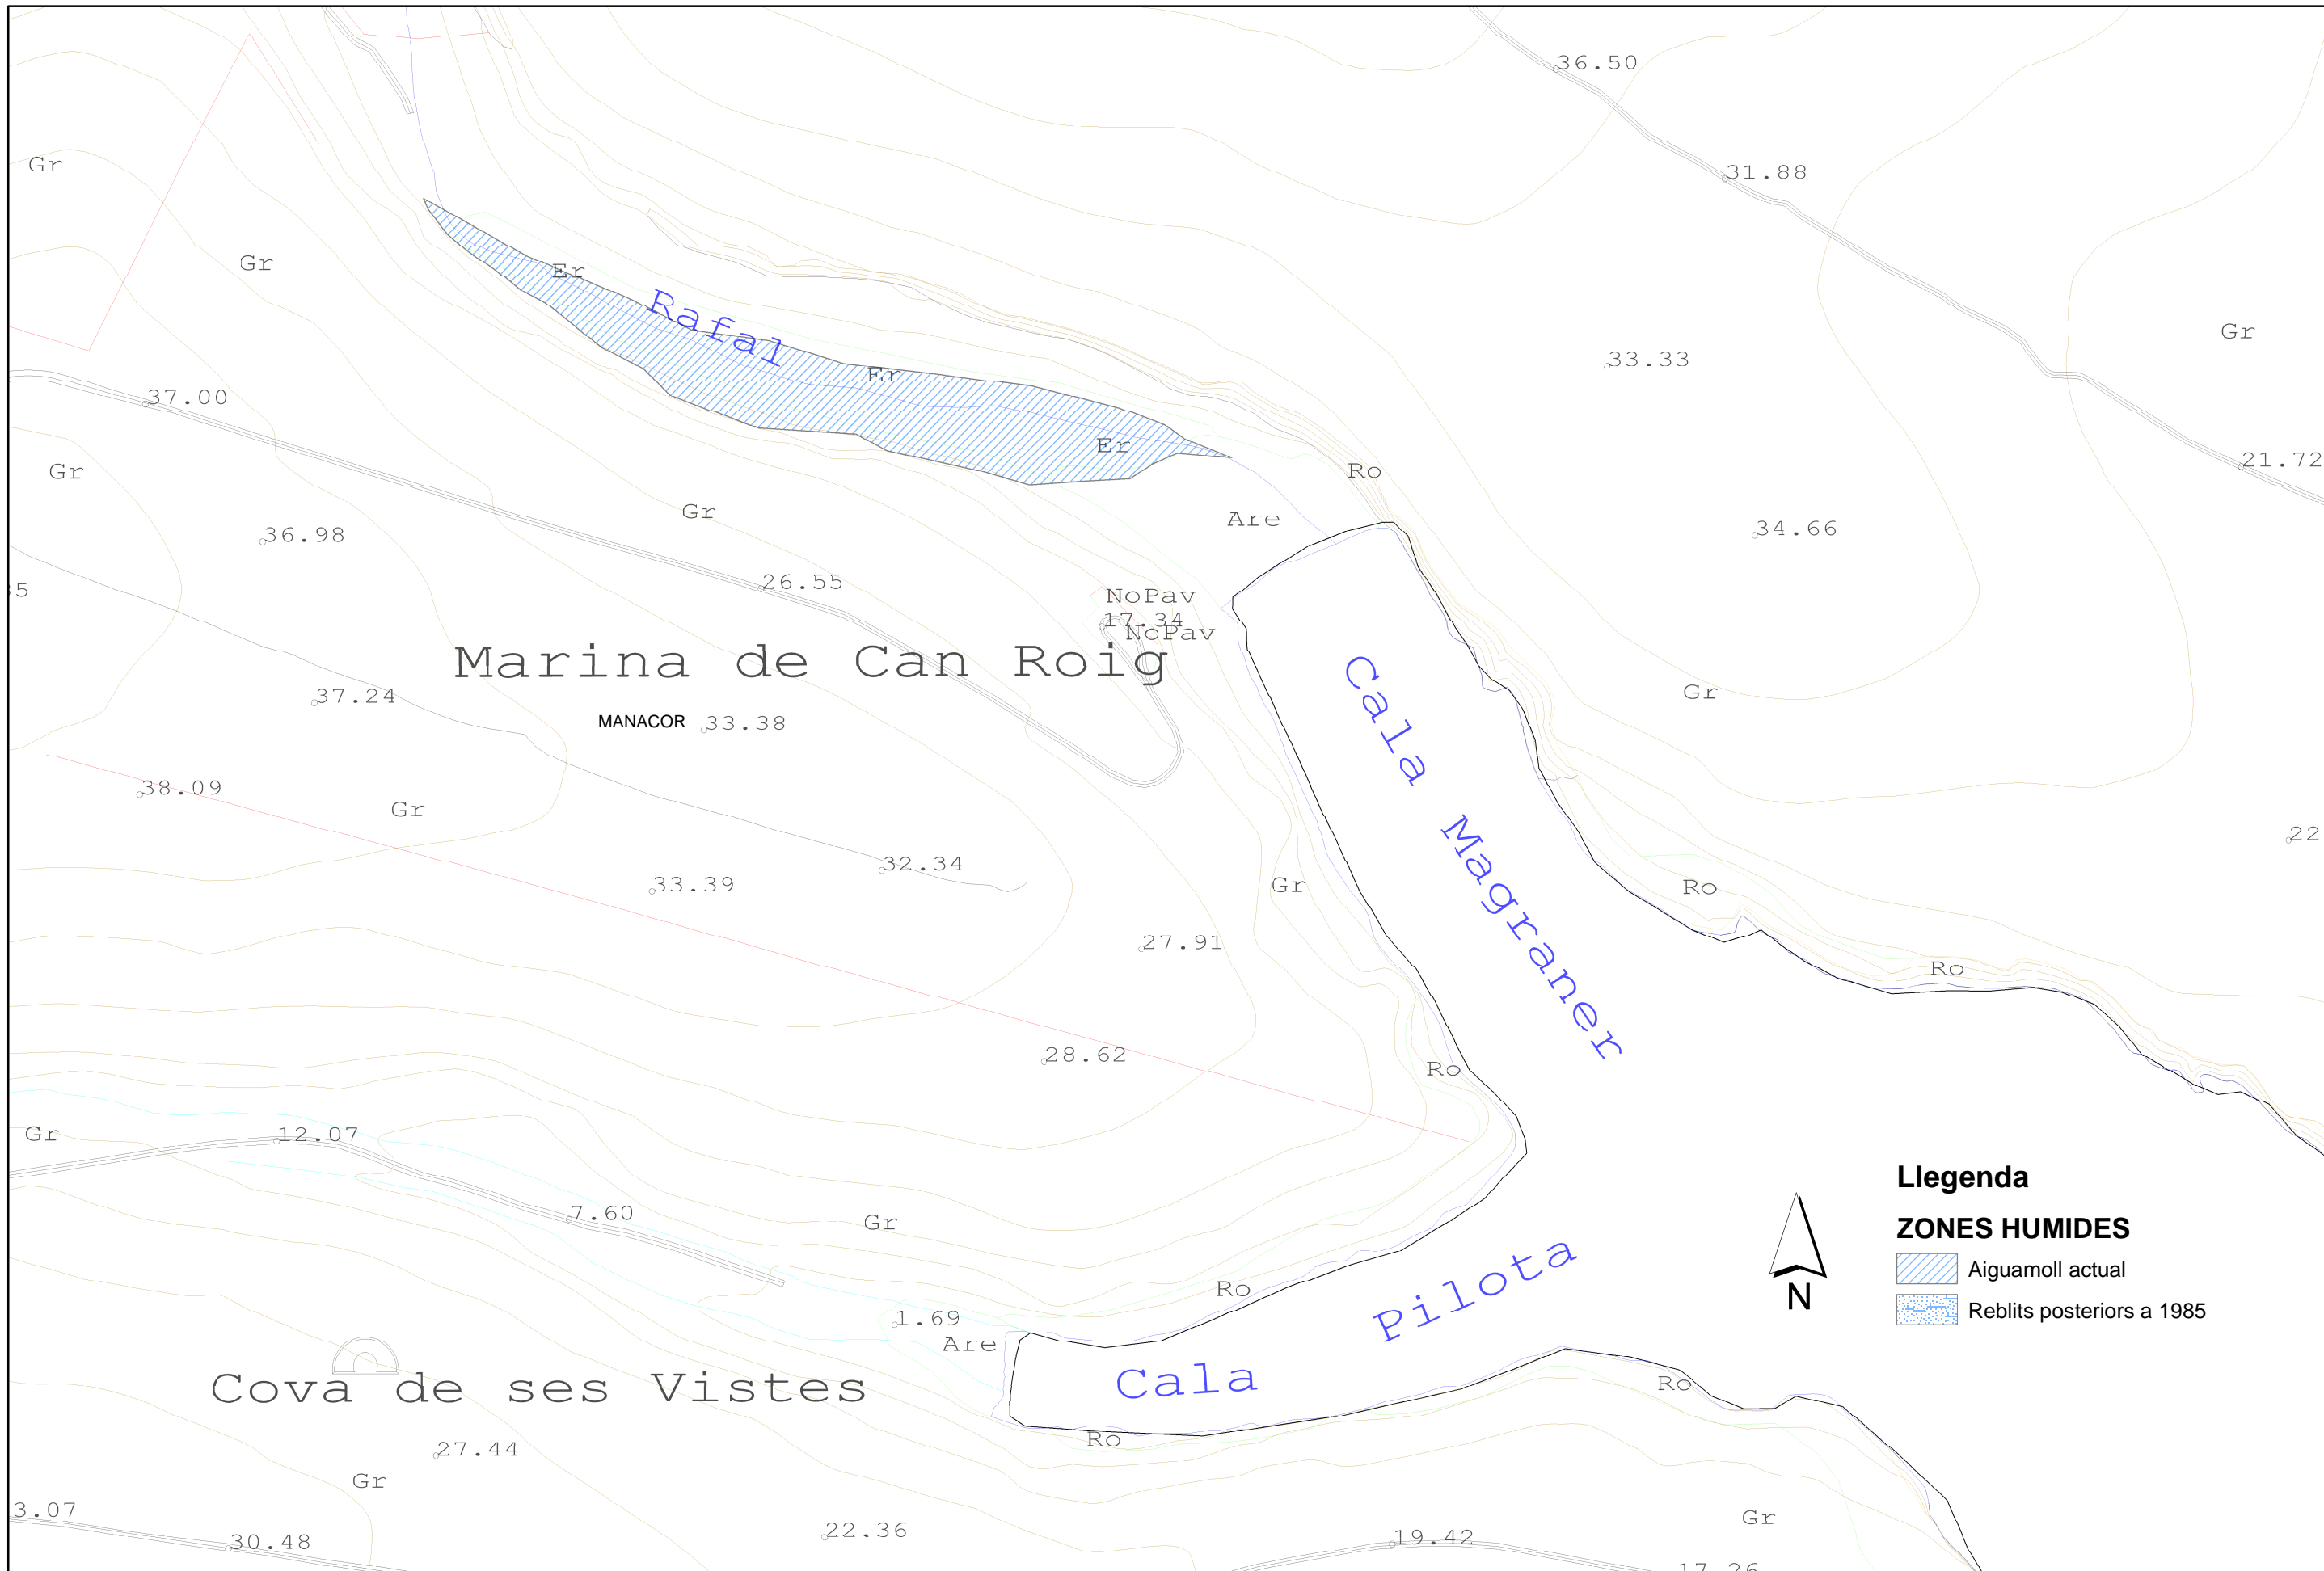 36.50
31.88
Gr
Gr
Er
Rafal
Gr
33.33
Er
37.00
Er
Gr
Ro
21.72
Gr
Are
36.98
34.66
26.55
NoPav
17.34
NoPav
Marina de Can Roig
Gr
37.24
MANACOR
33.38
Cala Magraner
38.09
Gr
22
32.34
33.39
Gr
Ro
27.91
Ro
28.62
Ro
Gr
12.07
Llegenda
7.60
Gr
ZONES HUMIDES
Aiguamoll actual
Ro
N
Reblits posteriors a 1985
1.69
Are
Cala Pilota
Cova de ses Vistes
Ro
Ro
27.44
Gr
3.07
30.48
22.36
19.42
Gr